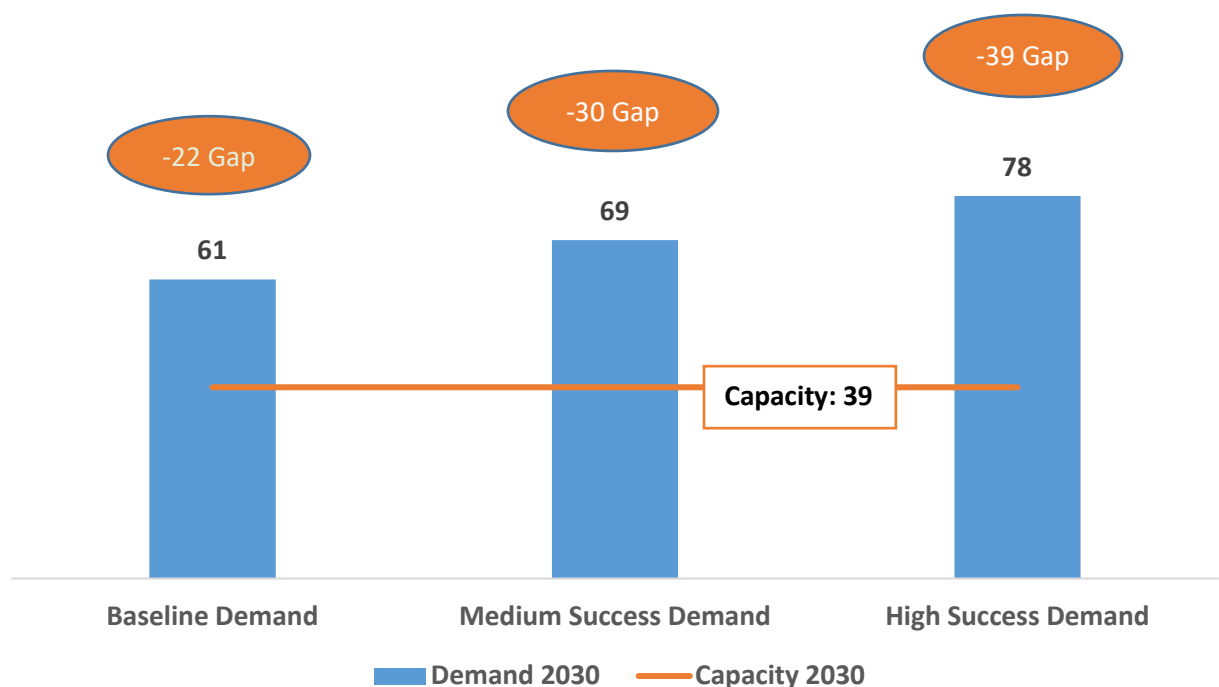 -39 Gap
-30 Gap
-22 Gap
78
69
61
Capacity: 39
Baseline Demand Medium Success Demand High Success Demand
Demand 2030 Capacity 2030